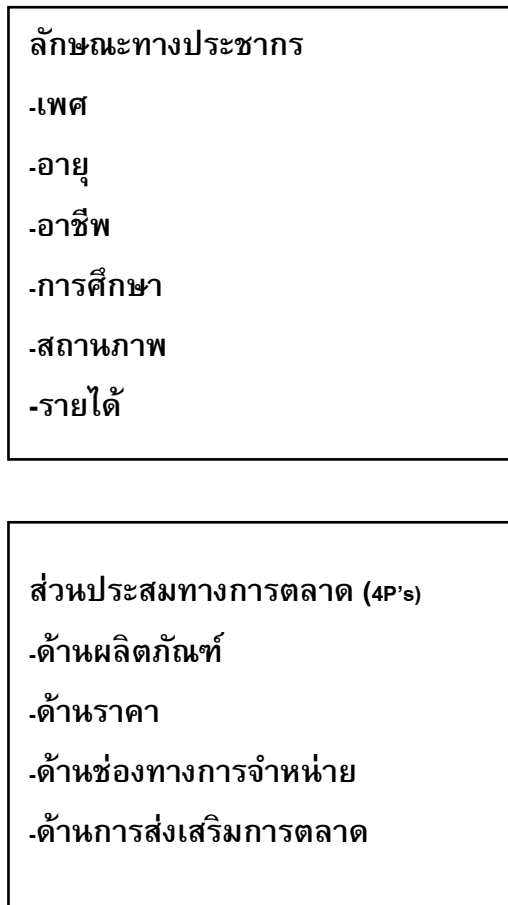 ลักษณะทางประชากร
-เพศ
-อายุ
-อาชีพ
-การศึกษา
-สถานภาพ
-รายได้
ส่วนประสมทางการตลาด (4P’s)
-ด้านผลิตภัณฑ์
-ด้านราคา
-ด้านช่องทางการจำหน่าย
-ด้านการส่งเสริมการตลาด